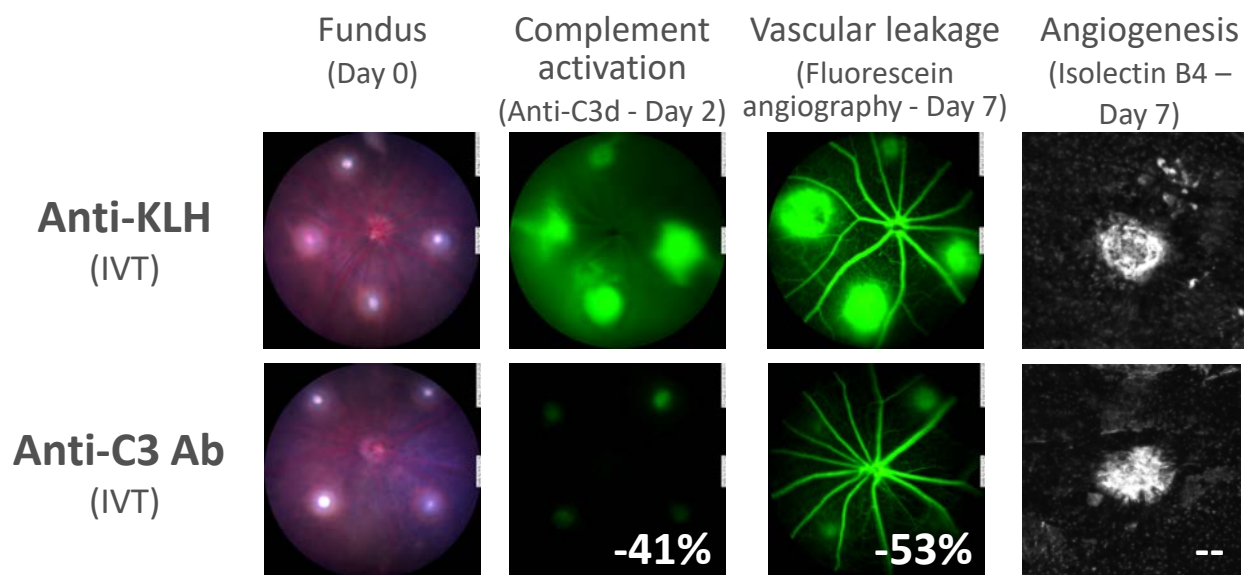 Fundus
(Day 0)
Complement
activation
(Anti-C3d - Day 2)
Vascular leakage
(Fluorescein
angiography - Day 7)
Angiogenesis
(Isolectin B4 –
Day 7)
Anti-KLH
(IVT)
Anti-C3 Ab
(IVT)
-41%
-53%
--